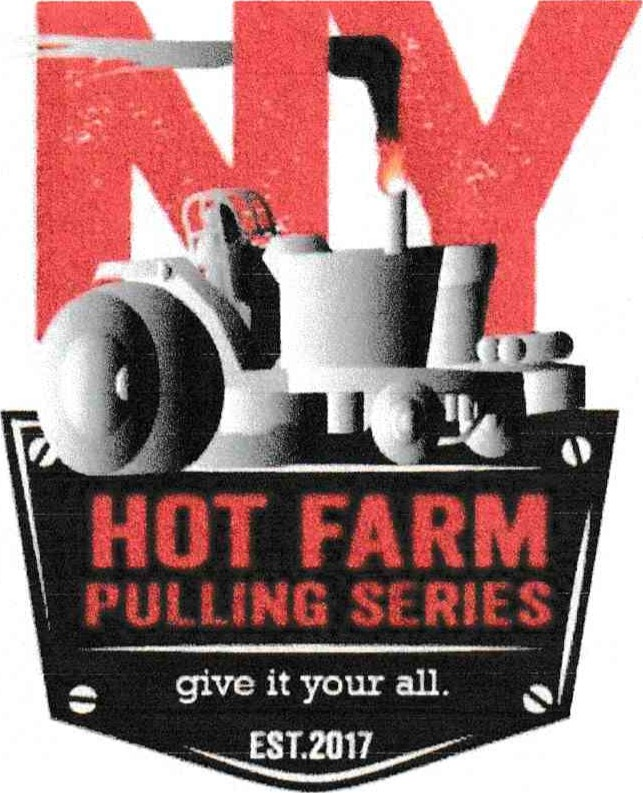 NY
HOT FARM
PULLING SERIES
give it your all.
EST.2017